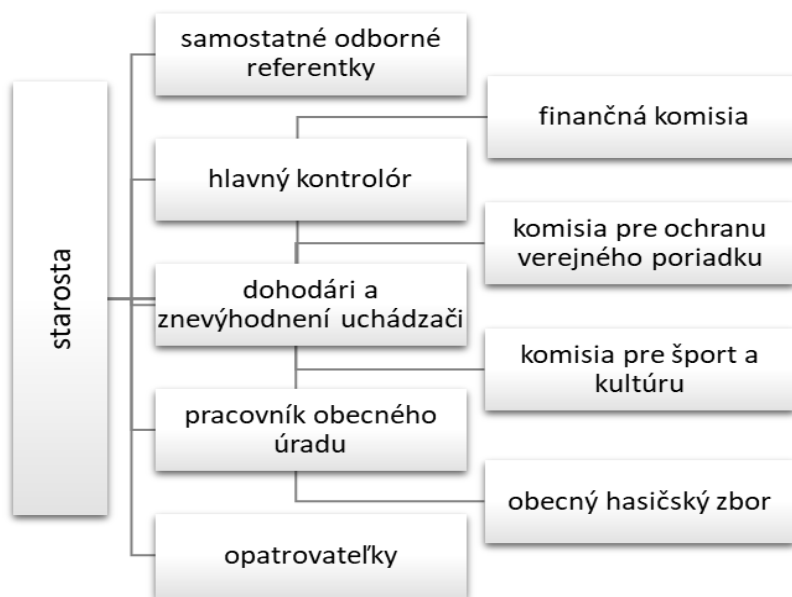 starosta
samostatné odborné
referentky
hlavný kontrolór
dohodári a
znevýhodnení uchádzači
pracovník obecného
úradu
opatrovateľky
finančná komisia
komisia pre ochranu
verejného poriadku
komisia pre šport a
kultúru
obecný hasičský zbor